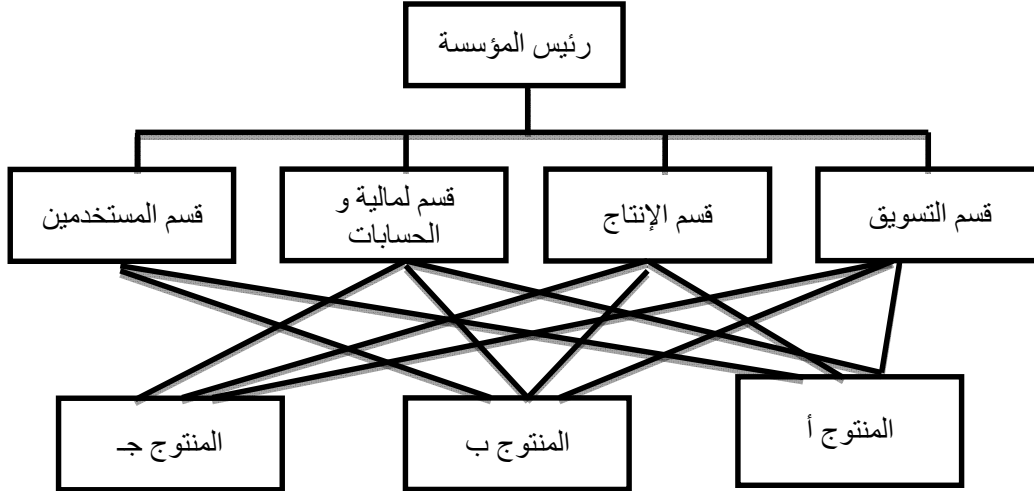 رئيس المؤسسة
قسم التسويق
قسم الإنتاج
قسم لمالية و
الحسابات
قسم المستخدمين
المنتوج أ
المنتوج ب
المنتوج جـ